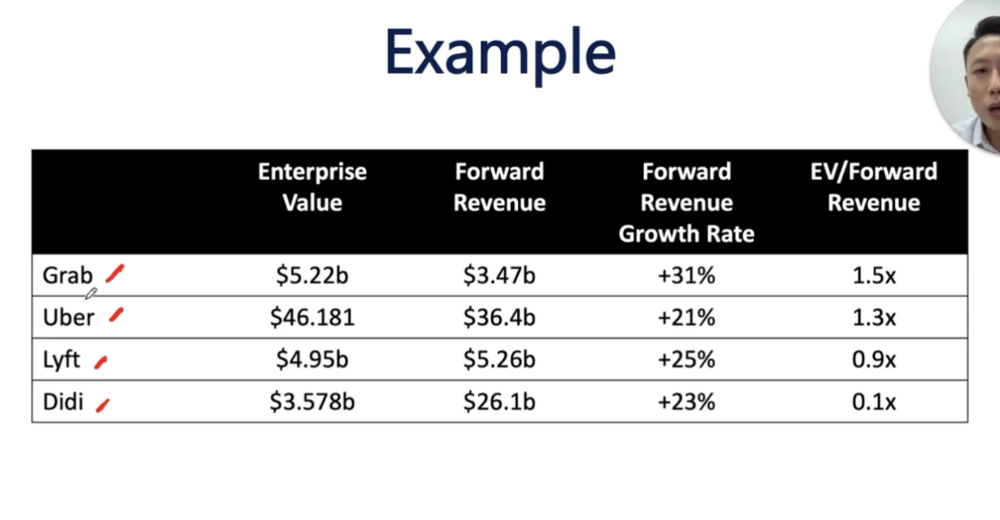 Example
Enterprise Value Forward Revenue Forward Revenue Growth Rate EV/Forward Revenue
Grab $5.22b $3.47b +31% 1.5x
Uber $46.181 $36.4b +21% 1.3x
Lyft $4.95b $5.26b +25% 0.9x
Didi $3.578b $26.1b +23% 0.1x